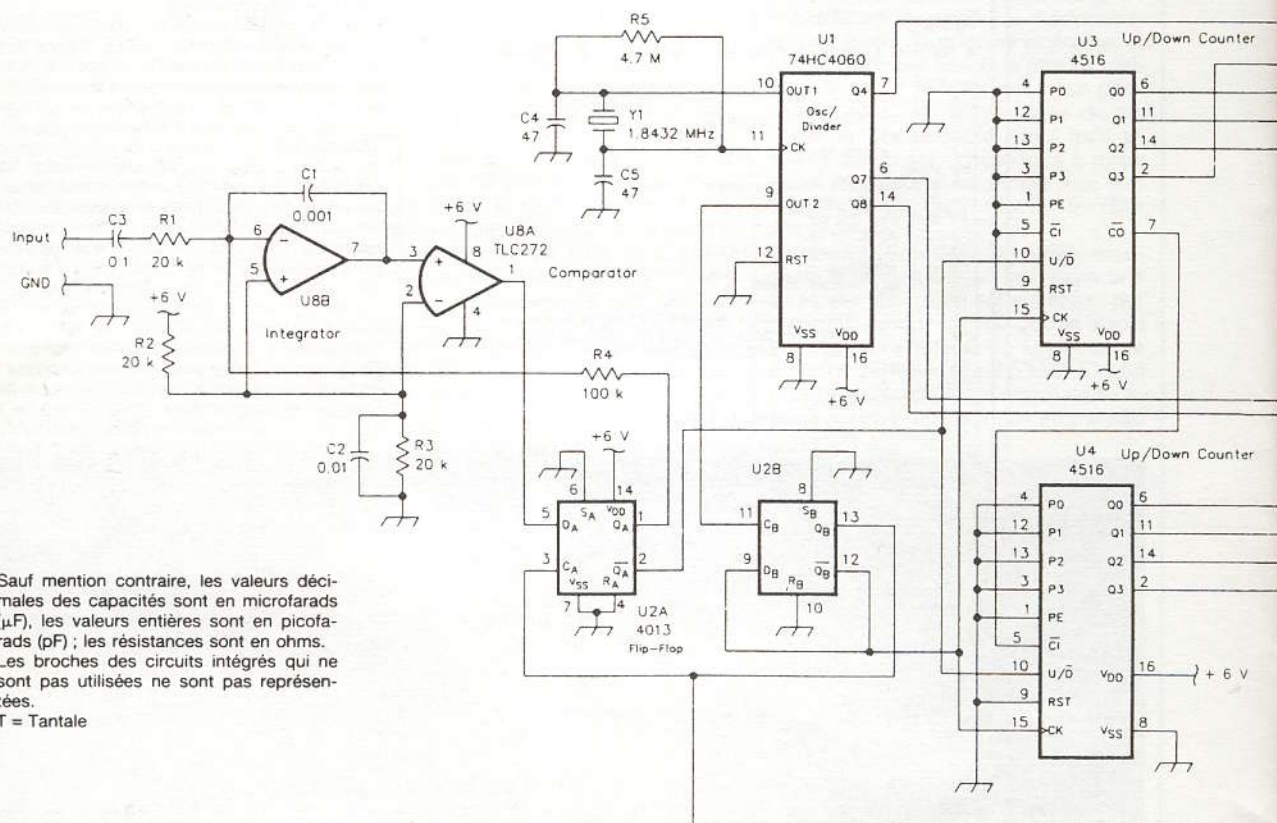 R5
4.7 M
C4
47
Y1
1.8432 MHz
C5
47
U1
74HC4060
10 OUT1 Q4 7
Osc/
Divider
11 CK
Q7 6
9 OUT2 Q8 14
12 RST
VSS VDD
8 16
+6 V
U3 Up/Down Counter
4516
4 P0 Q0 6
12 P1 Q1 11
13 P2 Q2 14
3 P3 Q3 2
1 PE
5 CI CO 7
10 U/D
9 RST
15 CK
VSS VDD
8 16
+6 V
C1
0.001
Input
C3
0.1
R1
20 k
6 −
5 +
7
U8B
Integrator
GND
+6 V
R2
20 k
+6 V
8
U8A
TLC272
3 +
2 −
1
4
Comparator
R4
100 k
C2
0.01
R3
20 k
+6 V
6 14
SA VDD
5 DA QA 1
3 CA QA 2
VSS RA
7 4
U2A
4013
Flip-Flop
U2B
8
SB
11 CB QB 13
9 DB QB 12
RB
10
U4 Up/Down Counter
4516
4 P0 Q0 6
12 P1 Q1 11
13 P2 Q2 14
3 P3 Q3 2
1 PE
5 CI
10 U/D VDD 16 + 6 V
9 RST
15 CK VSS 8
Sauf mention contraire, les valeurs déci-
males des capacités sont en microfarads
(µF), les valeurs entières sont en picofa-
rads (pF) ; les résistances sont en ohms.
Les broches des circuits intégrés qui ne
sont pas utilisées ne sont pas représen-
tées.
T = Tantale